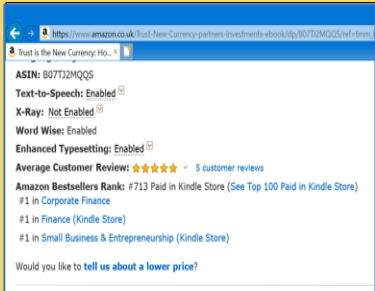 https://www.amazon.co.uk/Trust-New-Currency-partners-investments-ebook/dp/B07TJ2MQQS/ref=tmm_
Trust is the New Currency: Ho...
ASIN: B07TJ2MQQS
Text-to-Speech: Enabled
X-Ray: Not Enabled
Word Wise: Enabled
Enhanced Typesetting: Enabled
Average Customer Review: 5 customer reviews
Amazon Bestsellers Rank: #713 Paid in Kindle Store (See Top 100 Paid in Kindle Store)
#1 in Corporate Finance
#1 in Finance (Kindle Store)
#1 in Small Business & Entrepreneurship (Kindle Store)
Would you like to tell us about a lower price?